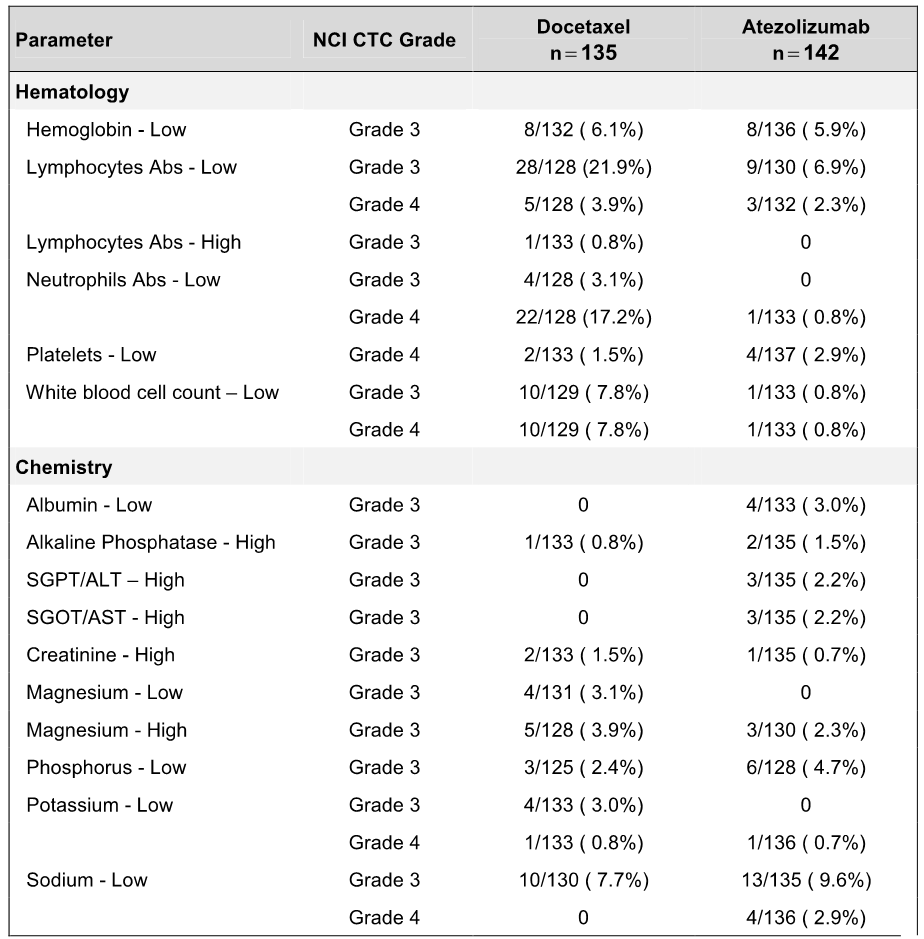 Parameter NCI CTC Grade Docetaxel n=135 Atezolizumab n=142
Hematology
Hemoglobin - Low Grade 3 8/132 ( 6.1%) 8/136 ( 5.9%)
Lymphocytes Abs - Low Grade 3 28/128 (21.9%) 9/130 ( 6.9%)
Grade 4 5/128 ( 3.9%) 3/132 ( 2.3%)
Lymphocytes Abs - High Grade 3 1/133 ( 0.8%) 0
Neutrophils Abs - Low Grade 3 4/128 ( 3.1%) 0
Grade 4 22/128 (17.2%) 1/133 ( 0.8%)
Platelets - Low Grade 4 2/133 ( 1.5%) 4/137 ( 2.9%)
White blood cell count – Low Grade 3 10/129 ( 7.8%) 1/133 ( 0.8%)
Grade 4 10/129 ( 7.8%) 1/133 ( 0.8%)
Chemistry
Albumin - Low Grade 3 0 4/133 ( 3.0%)
Alkaline Phosphatase - High Grade 3 1/133 ( 0.8%) 2/135 ( 1.5%)
SGPT/ALT – High Grade 3 0 3/135 ( 2.2%)
SGOT/AST - High Grade 3 0 3/135 ( 2.2%)
Creatinine - High Grade 3 2/133 ( 1.5%) 1/135 ( 0.7%)
Magnesium - Low Grade 3 4/131 ( 3.1%) 0
Magnesium - High Grade 3 5/128 ( 3.9%) 3/130 ( 2.3%)
Phosphorus - Low Grade 3 3/125 ( 2.4%) 6/128 ( 4.7%)
Potassium - Low Grade 3 4/133 ( 3.0%) 0
Grade 4 1/133 ( 0.8%) 1/136 ( 0.7%)
Sodium - Low Grade 3 10/130 ( 7.7%) 13/135 ( 9.6%)
Grade 4 0 4/136 ( 2.9%)